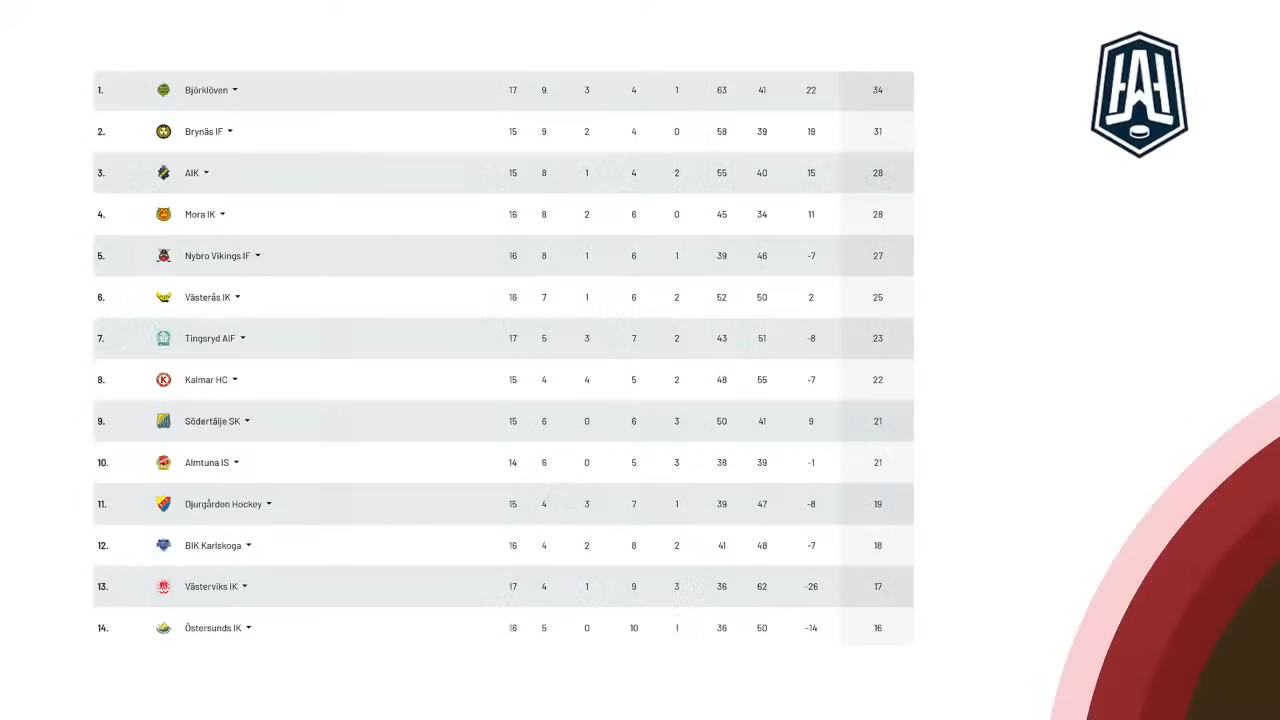 1. Björklöven 17 9 3 4 1 63 41 22 34
2. Brynäs IF 15 9 2 4 0 58 39 19 31
3. AIK 15 8 1 4 2 55 40 15 28
4. Mora IK 16 8 2 6 0 45 34 11 28
5. Nybro Vikings IF 16 8 1 6 1 39 46 -7 27
6. Västerås IK 16 7 1 6 2 52 50 2 25
7. Tingsryd AIF 17 5 3 7 2 43 51 -8 23
8. Kalmar HC 15 4 4 5 2 48 55 -7 22
9. Södertälje SK 15 6 0 6 3 50 41 9 21
10. Almtuna IS 14 6 0 5 3 38 39 -1 21
11. Djurgården Hockey 15 4 3 7 1 39 47 -8 19
12. BIK Karlskoga 16 4 2 8 2 41 48 -7 18
13. Västerviks IK 17 4 1 9 3 36 62 -26 17
14. Östersunds IK 16 5 0 10 1 36 50 -14 16